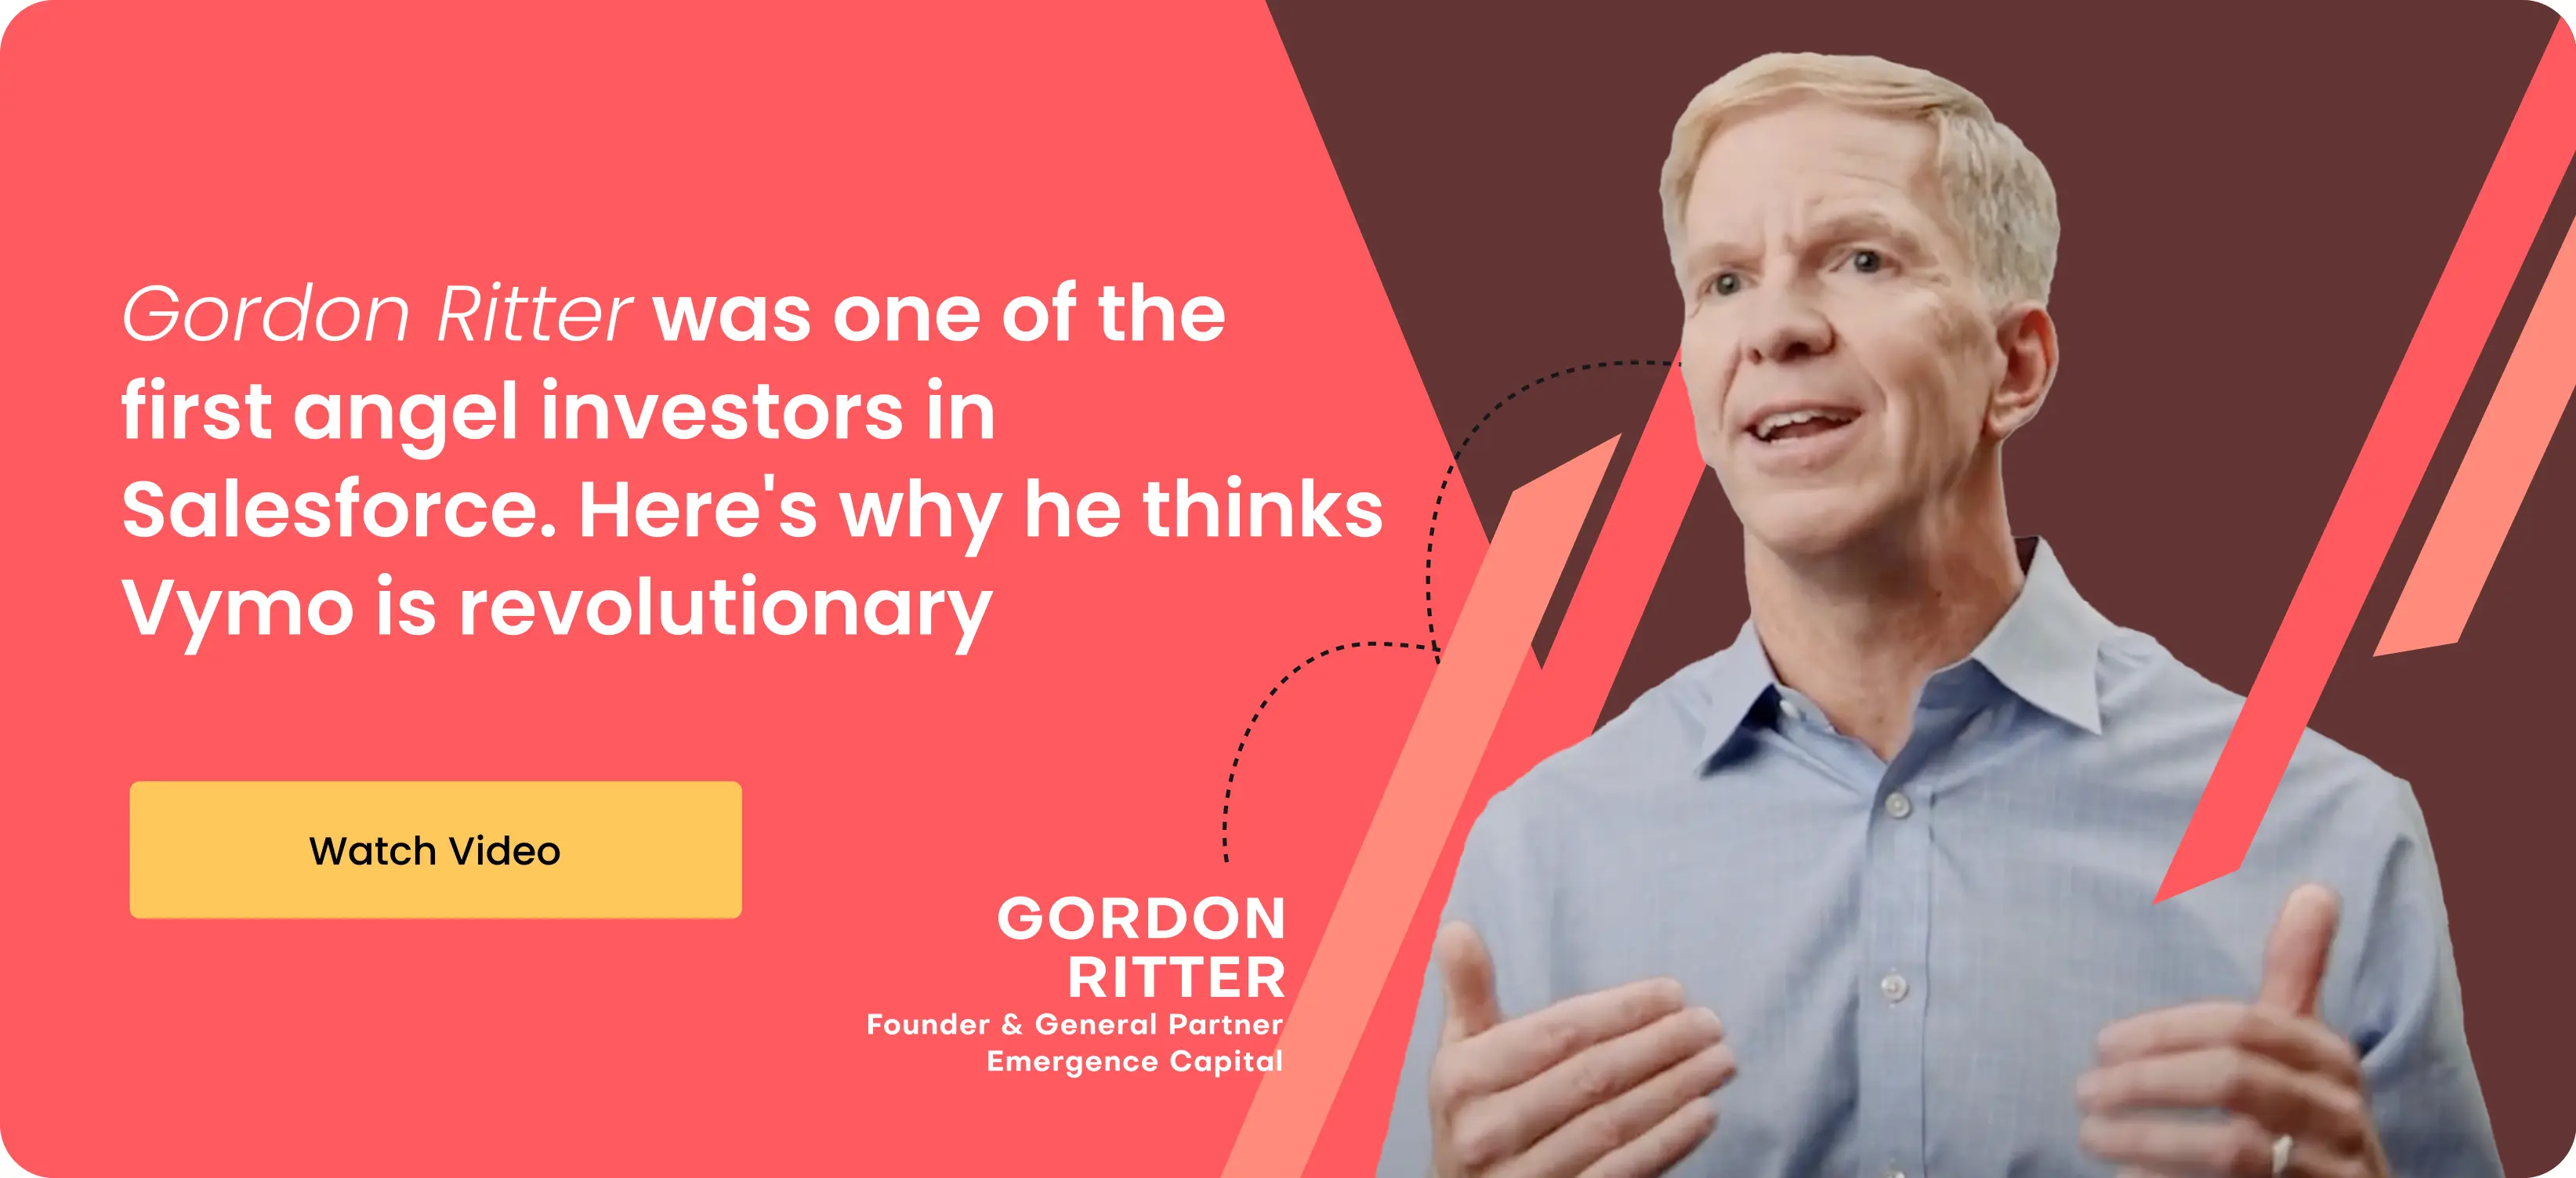 Gordon Ritter was one of the
first angel investors in
Salesforce. Here's why he thinks
Vymo is revolutionary
Watch Video
GORDON
RITTER
Founder & General Partner
Emergence Capital